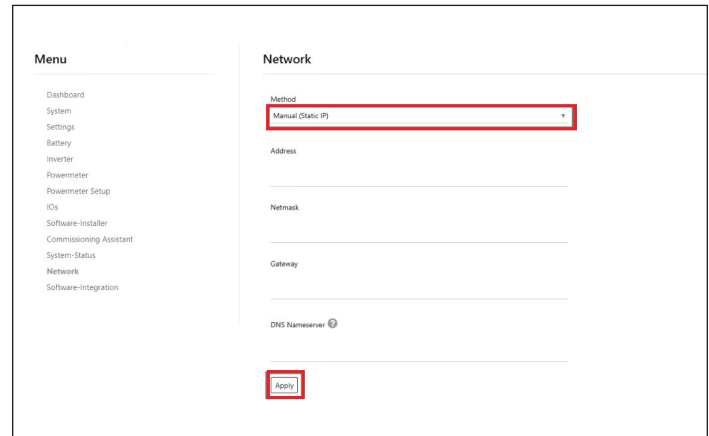 Menu
Dashboard
System
Settings
Battery
Inverter
Powermeter
Powermeter Setup
IOs
Software-Installer
Commissioning Assistant
System-Status
Network
Software-Integration
Network
Method
Manual (Static IP)
Address
Netmask
Gateway
DNS Nameserver ?
Apply